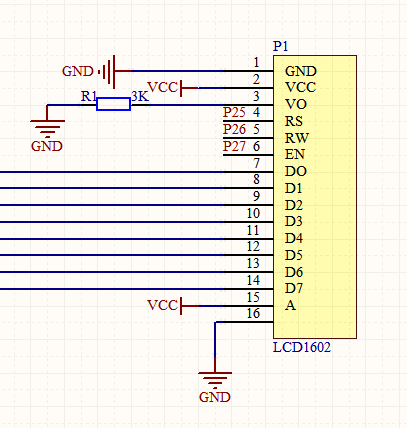 P1
1 GND
GND
2 VCC
VCC
R1 3K 3 VO
P25 4 RS
GND
P26 5 RW
P27 6 EN
7 DO
8 D1
9 D2
10 D3
11 D4
12 D5
13 D6
14 D7
VCC 15 A
16
LCD1602
GND